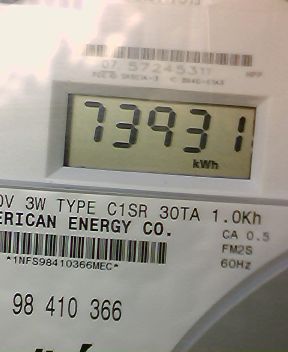 07 57245311
73931
kWh
0V 3W TYPE C1SR 30TA 1.0Kh
ERICAN ENERGY CO.
CA 0.5
FM2S
*1NFS98410366MEC*
60Hz
98 410 366